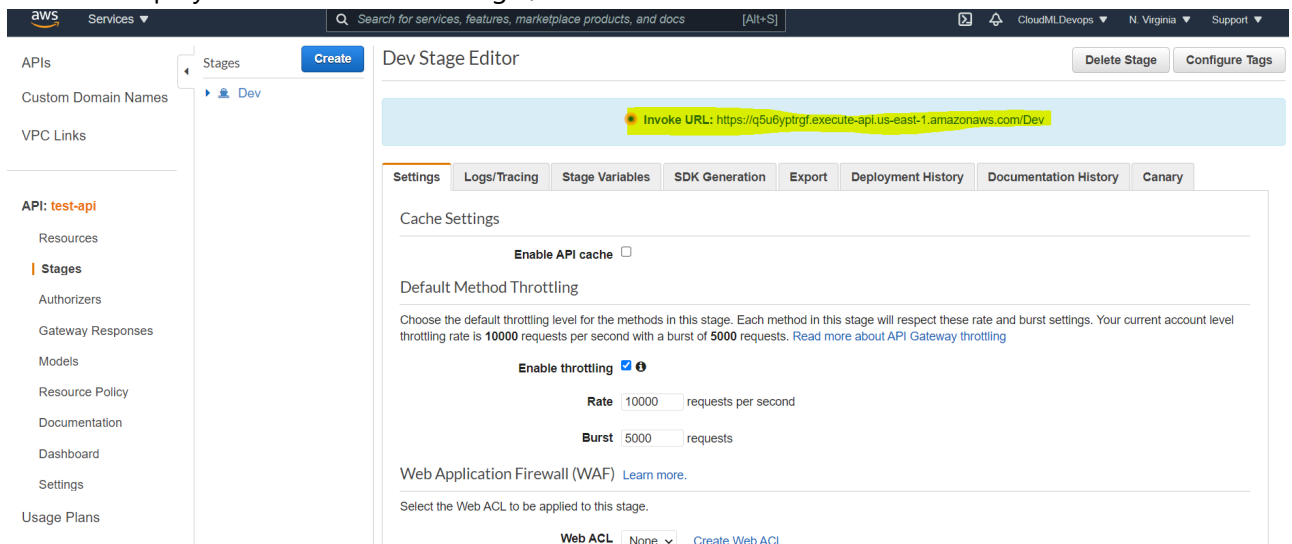 aws Services ▼ Search for services, features, marketplace products, and docs [Alt+S] CloudMLDevops ▼ N. Virginia ▼ Support ▼
APIs
Custom Domain Names
VPC Links
API: test-api
Resources
Stages
Authorizers
Gateway Responses
Models
Resource Policy
Documentation
Dashboard
Settings
Usage Plans
Stages Create
Dev
Dev Stage Editor Delete Stage Configure Tags
Invoke URL: https://q5u6yptrgf.execute-api.us-east-1.amazonaws.com/Dev
Settings Logs/Tracing Stage Variables SDK Generation Export Deployment History Documentation History Canary
Cache Settings
Enable API cache
Default Method Throttling
Choose the default throttling level for the methods in this stage. Each method in this stage will respect these rate and burst settings. Your current account level
throttling rate is 10000 requests per second with a burst of 5000 requests. Read more about API Gateway throttling
Enable throttling
Rate 10000 requests per second
Burst 5000 requests
Web Application Firewall (WAF) Learn more.
Select the Web ACL to be applied to this stage.
Web ACL None Create Web ACL